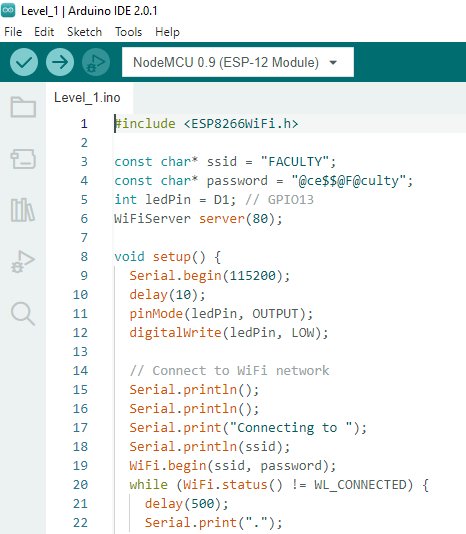 Level_1 | Arduino IDE 2.0.1
File Edit Sketch Tools Help
NodeMCU 0.9 (ESP-12 Module)
Level_1.ino
1 #include <ESP8266WiFi.h>
2
3 const char* ssid = "FACULTY";
4 const char* password = "@ce$$@F@culty";
5 int ledPin = D1; // GPIO13
6 WiFiServer server(80);
7
8 void setup() {
9 Serial.begin(115200);
10 delay(10);
11 pinMode(ledPin, OUTPUT);
12 digitalWrite(ledPin, LOW);
13
14 // Connect to WiFi network
15 Serial.println();
16 Serial.println();
17 Serial.print("Connecting to ");
18 Serial.println(ssid);
19 WiFi.begin(ssid, password);
20 while (WiFi.status() != WL_CONNECTED) {
21 delay(500);
22 Serial.print(".");